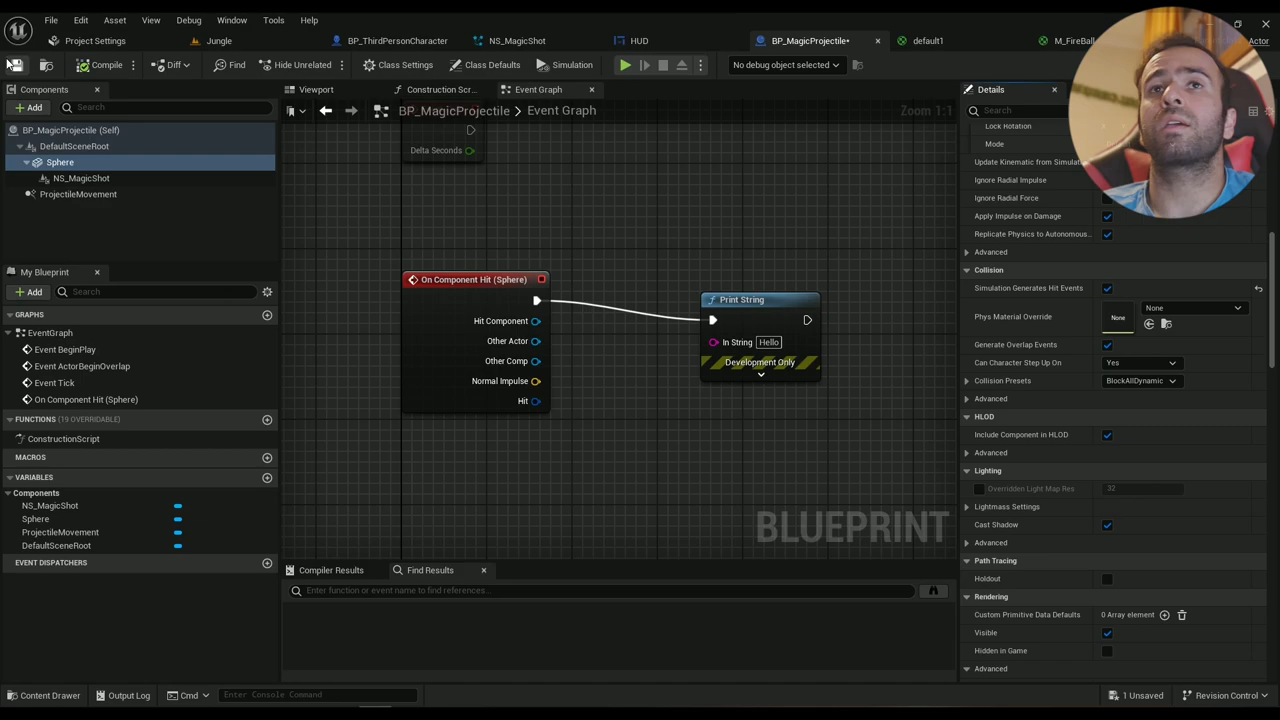 File Edit Asset View Window Debug Tools Help
Project Settings Jungle BP_ThirdPersonCharacter NS_MagicShot HUD BP_MagicProjectile• default1 M_FireBall Actor
Compile Diff Find Hide Unrelated Class Settings Class Defaults Simulation No debug object selected
Components Viewport Construction Scr... Event Graph Details
Add Search BP_MagicProjectile > Event Graph Zoom 1:1 Search
BP_MagicProjectile (Self)
DefaultSceneRoot
Sphere
NS_MagicShot
ProjectileMovement
My Blueprint
Add Search
GRAPHS
EventGraph
Event BeginPlay
Event ActorBeginOverlap
Event Tick
On Component Hit (Sphere)
FUNCTIONS (19 OVERRIDABLE)
ConstructionScript
MACROS
VARIABLES
Components
NS_MagicShot
Sphere
ProjectileMovement
DefaultSceneRoot
EVENT DISPATCHERS
Delta Seconds
On Component Hit (Sphere)
Hit Component
Other Actor
Other Comp
Normal Impulse
Hit
Print String
In String Hello
Development Only
BLUEPRINT
Compiler Results Find Results
Enter function or event name to find references...
Lock Rotation
Mode
Update Kinematic from Simulat
Ignore Radial Impulse
Ignore Radial Force
Apply Impulse on Damage
Replicate Physics to Autonomous...
Advanced
Collision
Simulation Generates Hit Events
Phys Material Override None None
Generate Overlap Events
Can Character Step Up On Yes
Collision Presets BlockAllDynamic
Advanced
HLOD
Include Component in HLOD
Advanced
Lighting
Overridden Light Map Res 32
Lightmass Settings
Cast Shadow
Advanced
Path Tracing
Holdout
Rendering
Custom Primitive Data Defaults 0 Array element
Visible
Hidden in Game
Advanced
Content Drawer Output Log Cmd Enter Console Command 1 Unsaved Revision Control